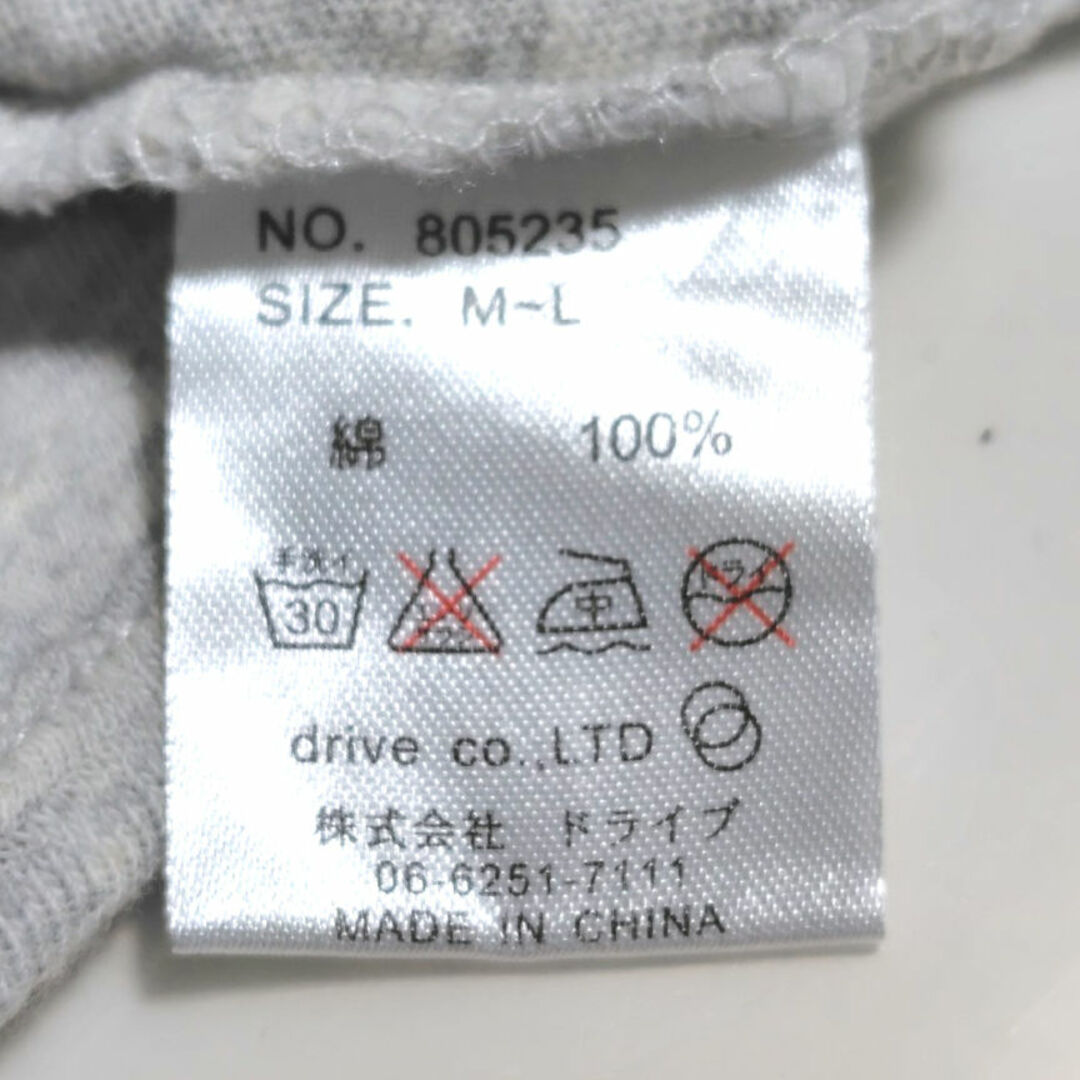 NO. 805235
SIZE. M~L
綿 100%
手洗イ
30 中 ドライ
drive co.,LTD
株式会社 ドライブ
06-6251-7111
MADE IN CHINA